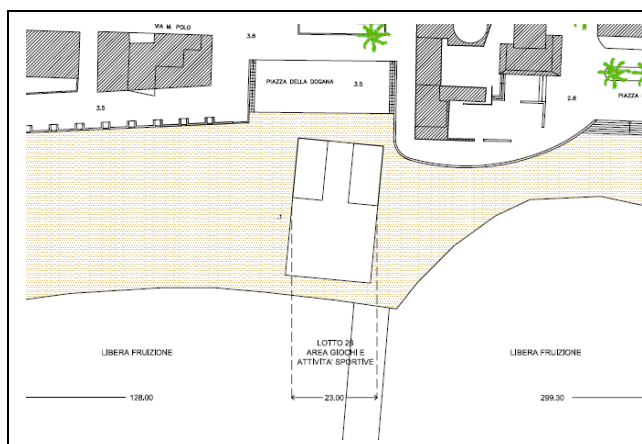 VIA M. POLO
3.8
PIAZZA DELLA DOGANA
3.5
3.5
2.8
PIAZZA
.1
LOTTO 28
AREA GIOCHI E
ATTIVITA' SPORTIVE
LIBERA FRUIZIONE
LIBERA FRUIZIONE
128.00
23.00
299.30